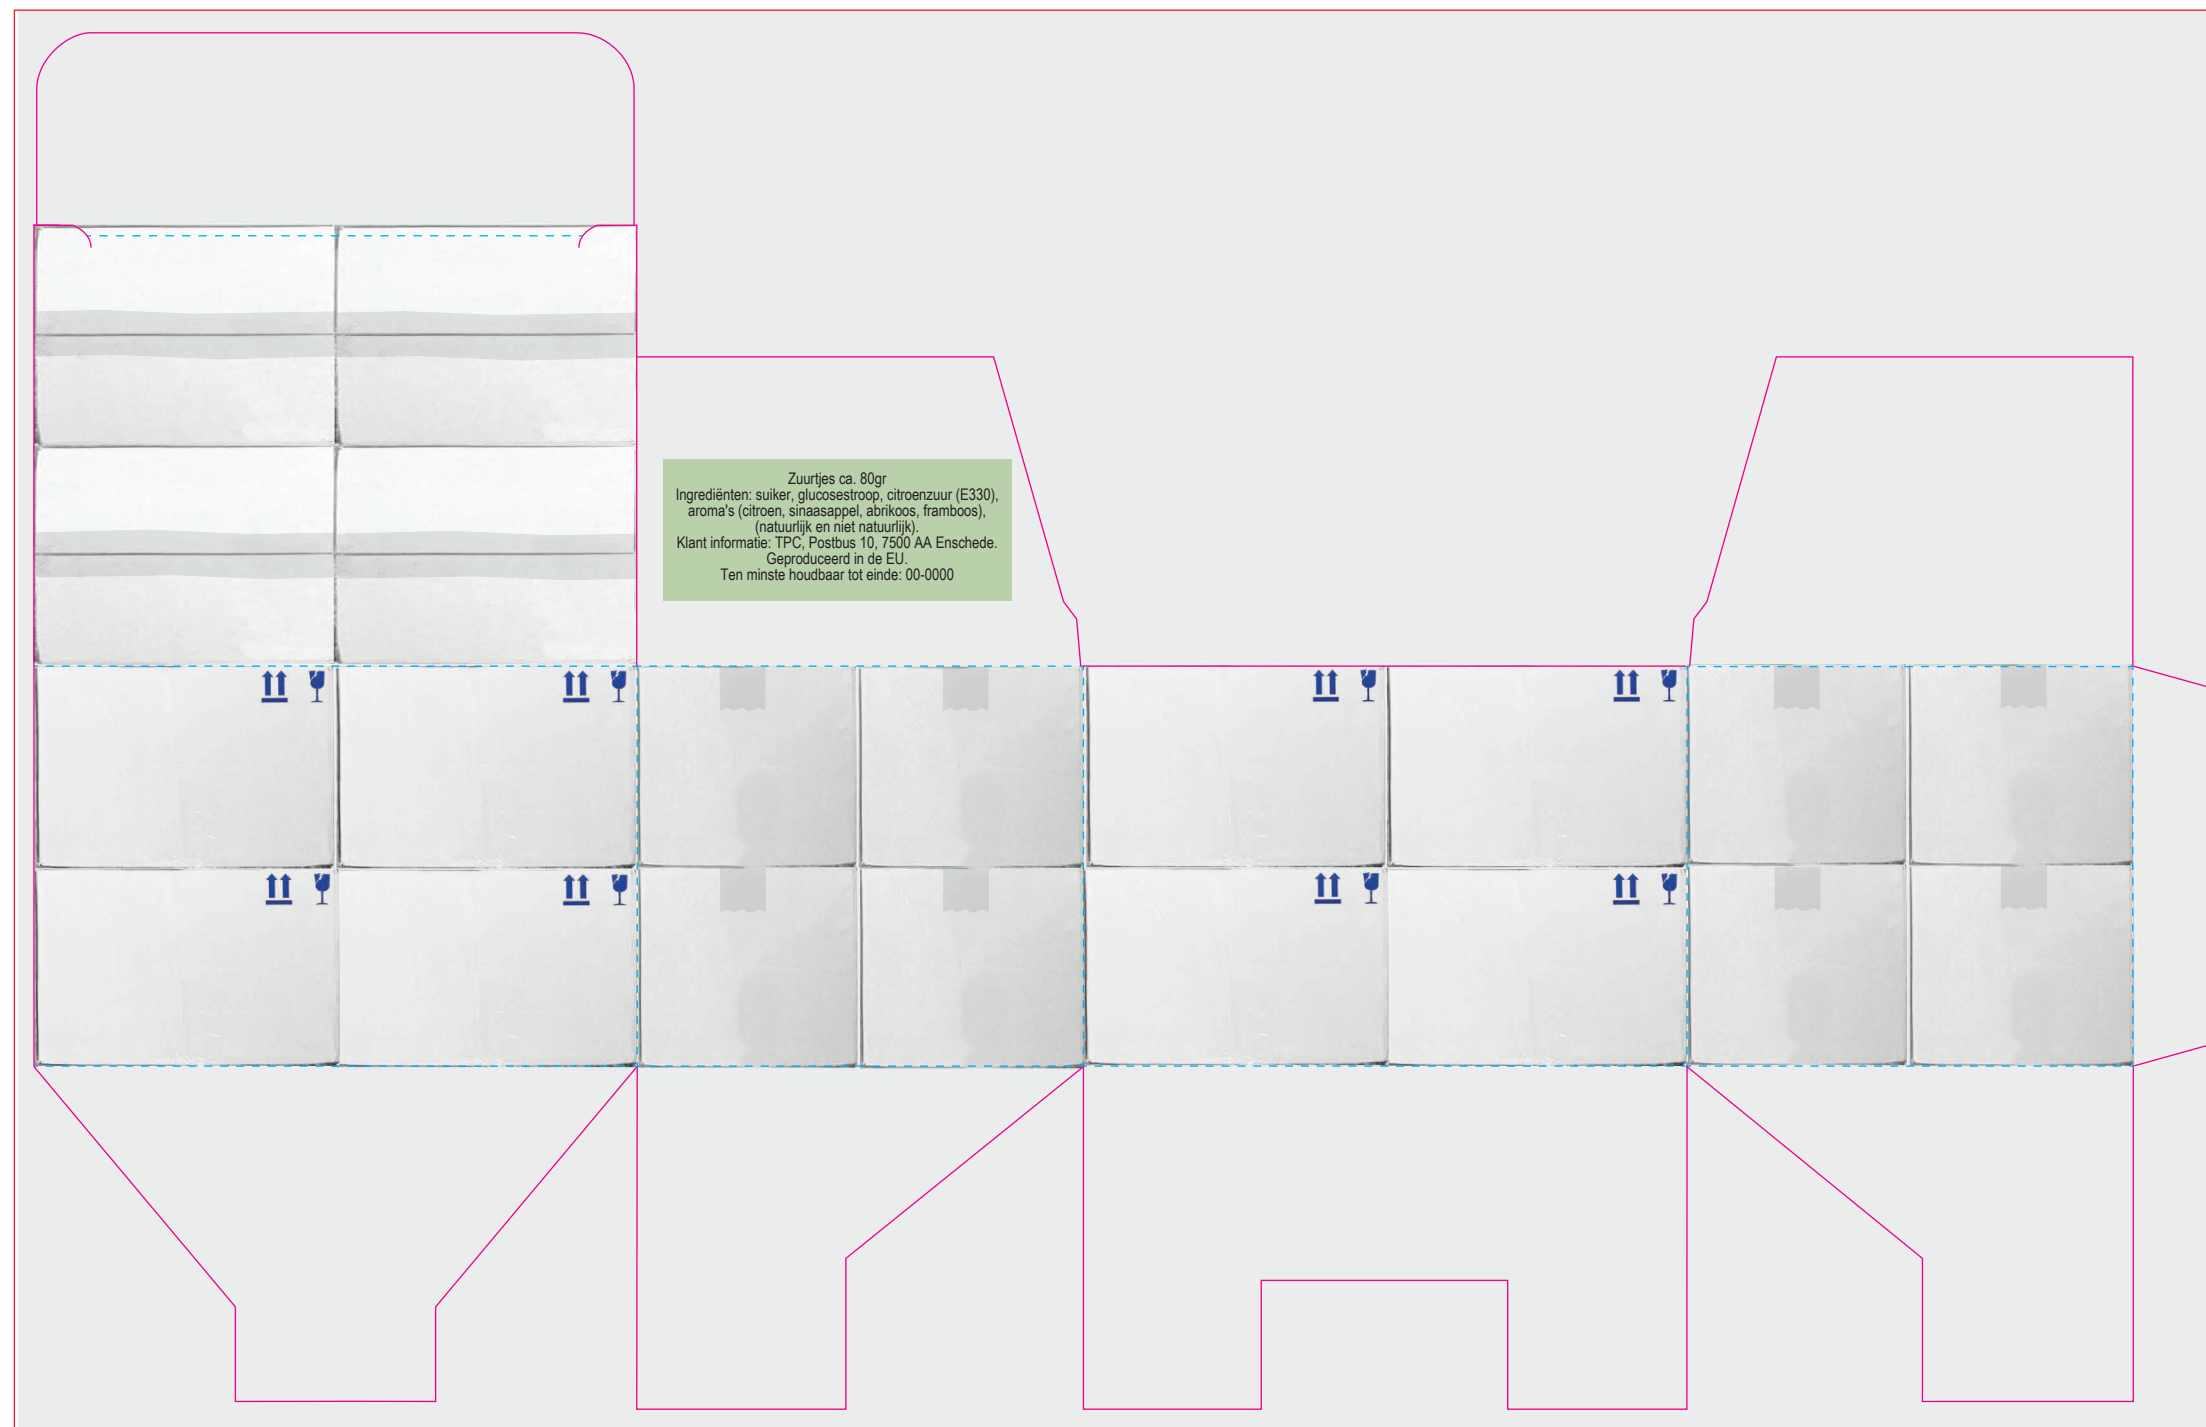 Zuurtjes ca. 80gr
Ingrediënten: suiker, glucosestroop, citroenzuur (E330),
aroma's (citroen, sinaasappel, abrikoos, framboos),
(natuurlijk en niet natuurlijk).
Klant informatie: TPC, Postbus 10, 7500 AA Enschede.
Geproduceerd in de EU.
Ten minste houdbaar tot einde: 00-0000